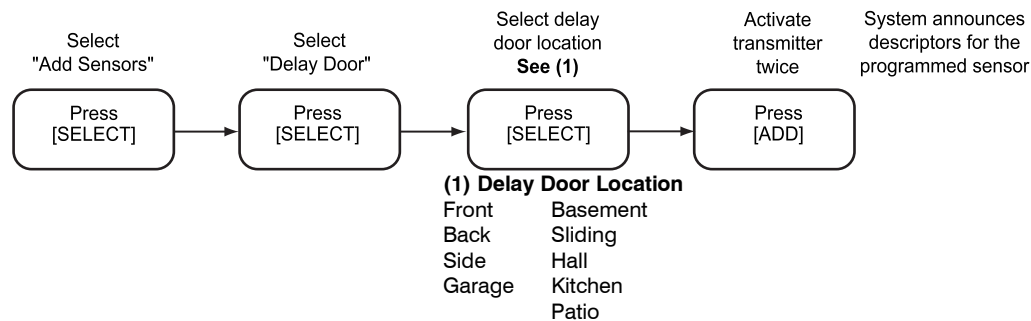 Select
"Add Sensors"
Press
[SELECT]
Select
"Delay Door"
Press
[SELECT]
Select delay
door location
See (1)
Press
[SELECT]
Activate
transmitter
twice
Press
[ADD]
System announces
descriptors for the
programmed sensor
(1) Delay Door Location
Front
Back
Side
Garage
Basement
Sliding
Hall
Kitchen
Patio